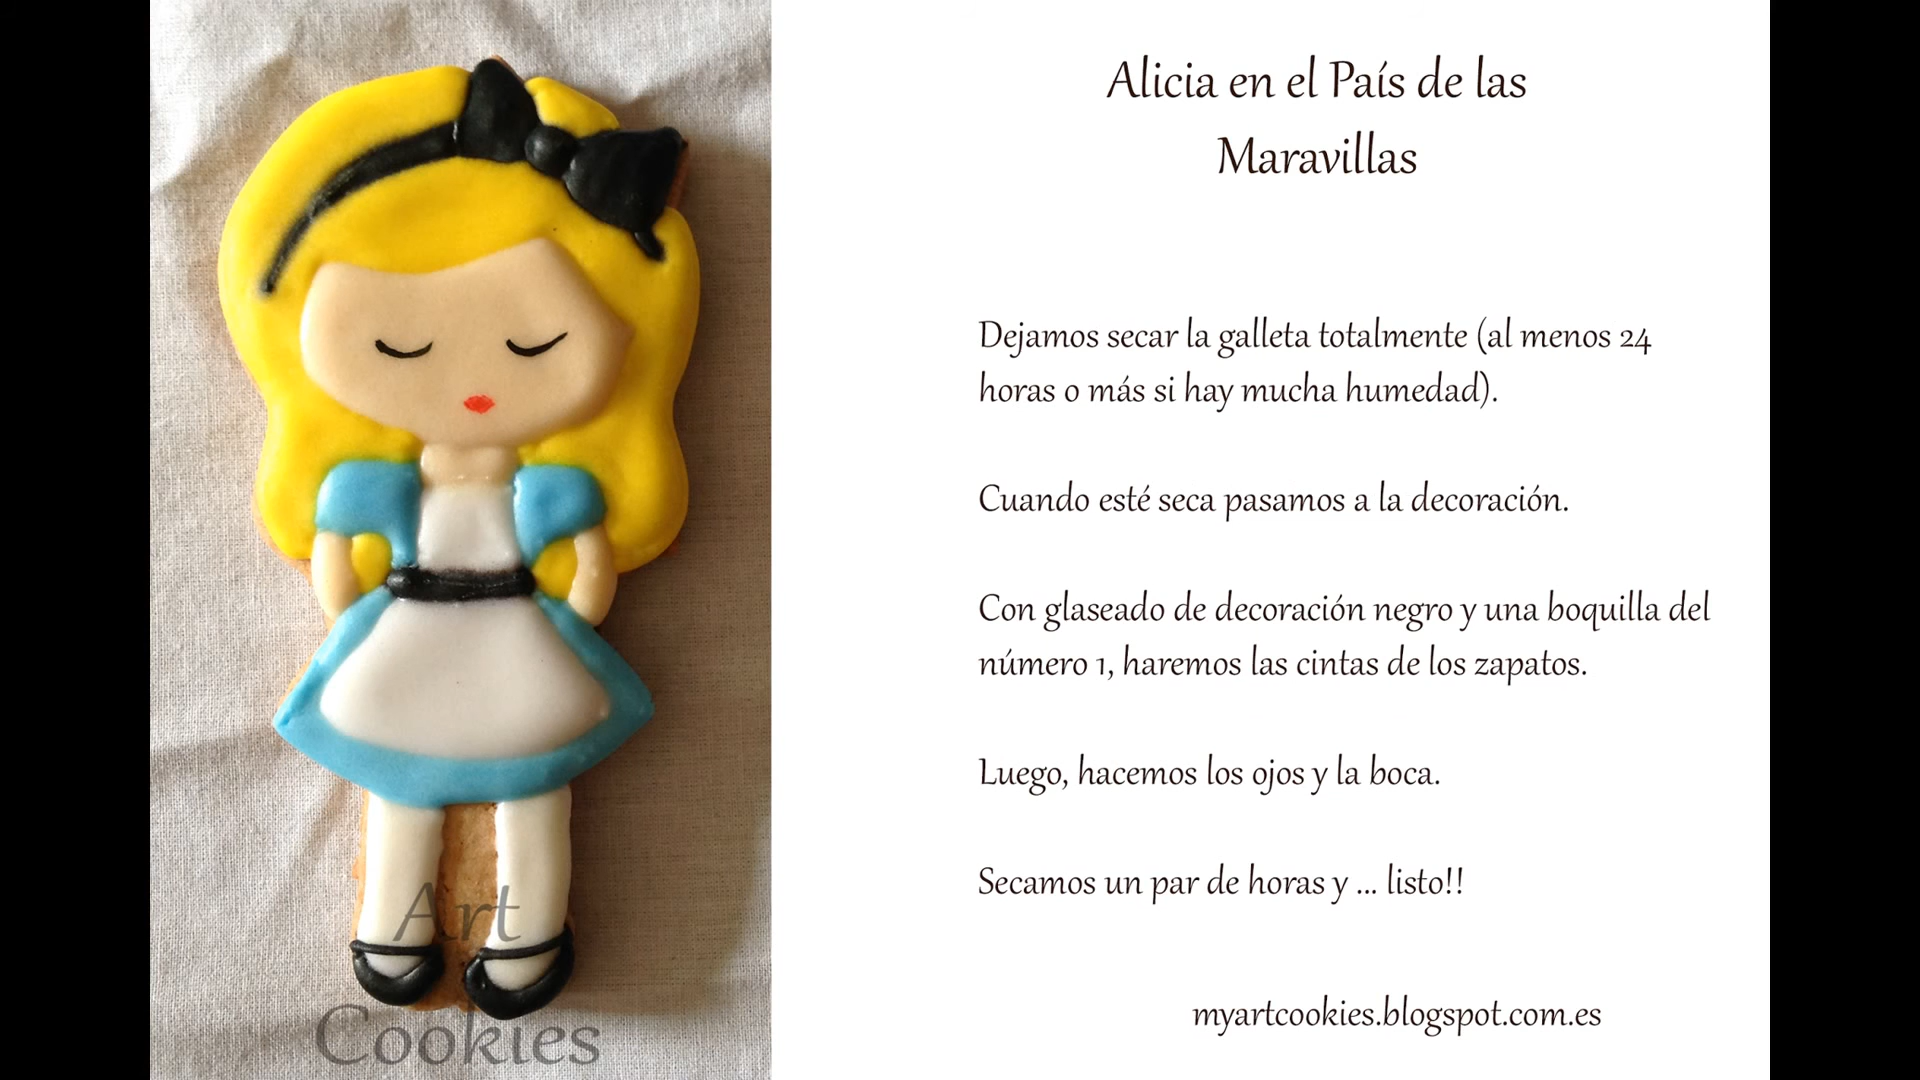 Alicia en el País de las
Maravillas
Dejamos secar la galleta totalmente (al menos 24
horas o más si hay mucha humedad).
Cuando esté seca pasamos a la decoración.
Con glaseado de decoración negro y una boquilla del
número 1, haremos las cintas de los zapatos.
Luego, hacemos los ojos y la boca.
Secamos un par de horas y ... listo!!
myartcookies.blogspot.com.es
Art
Cookies